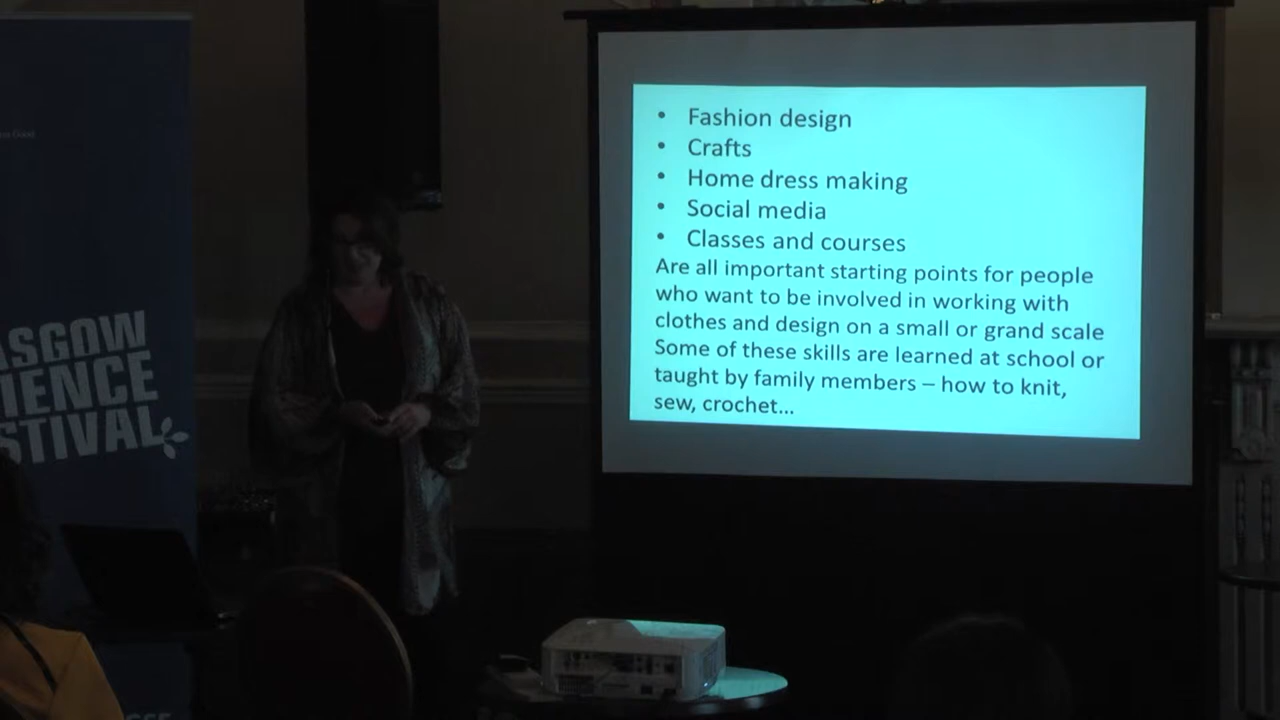 ASGOW
IENCE
STIVAL
• Fashion design
• Crafts
• Home dress making
• Social media
• Classes and courses
Are all important starting points for people
who want to be involved in working with
clothes and design on a small or grand scale
Some of these skills are learned at school or
taught by family members – how to knit,
sew, crochet...